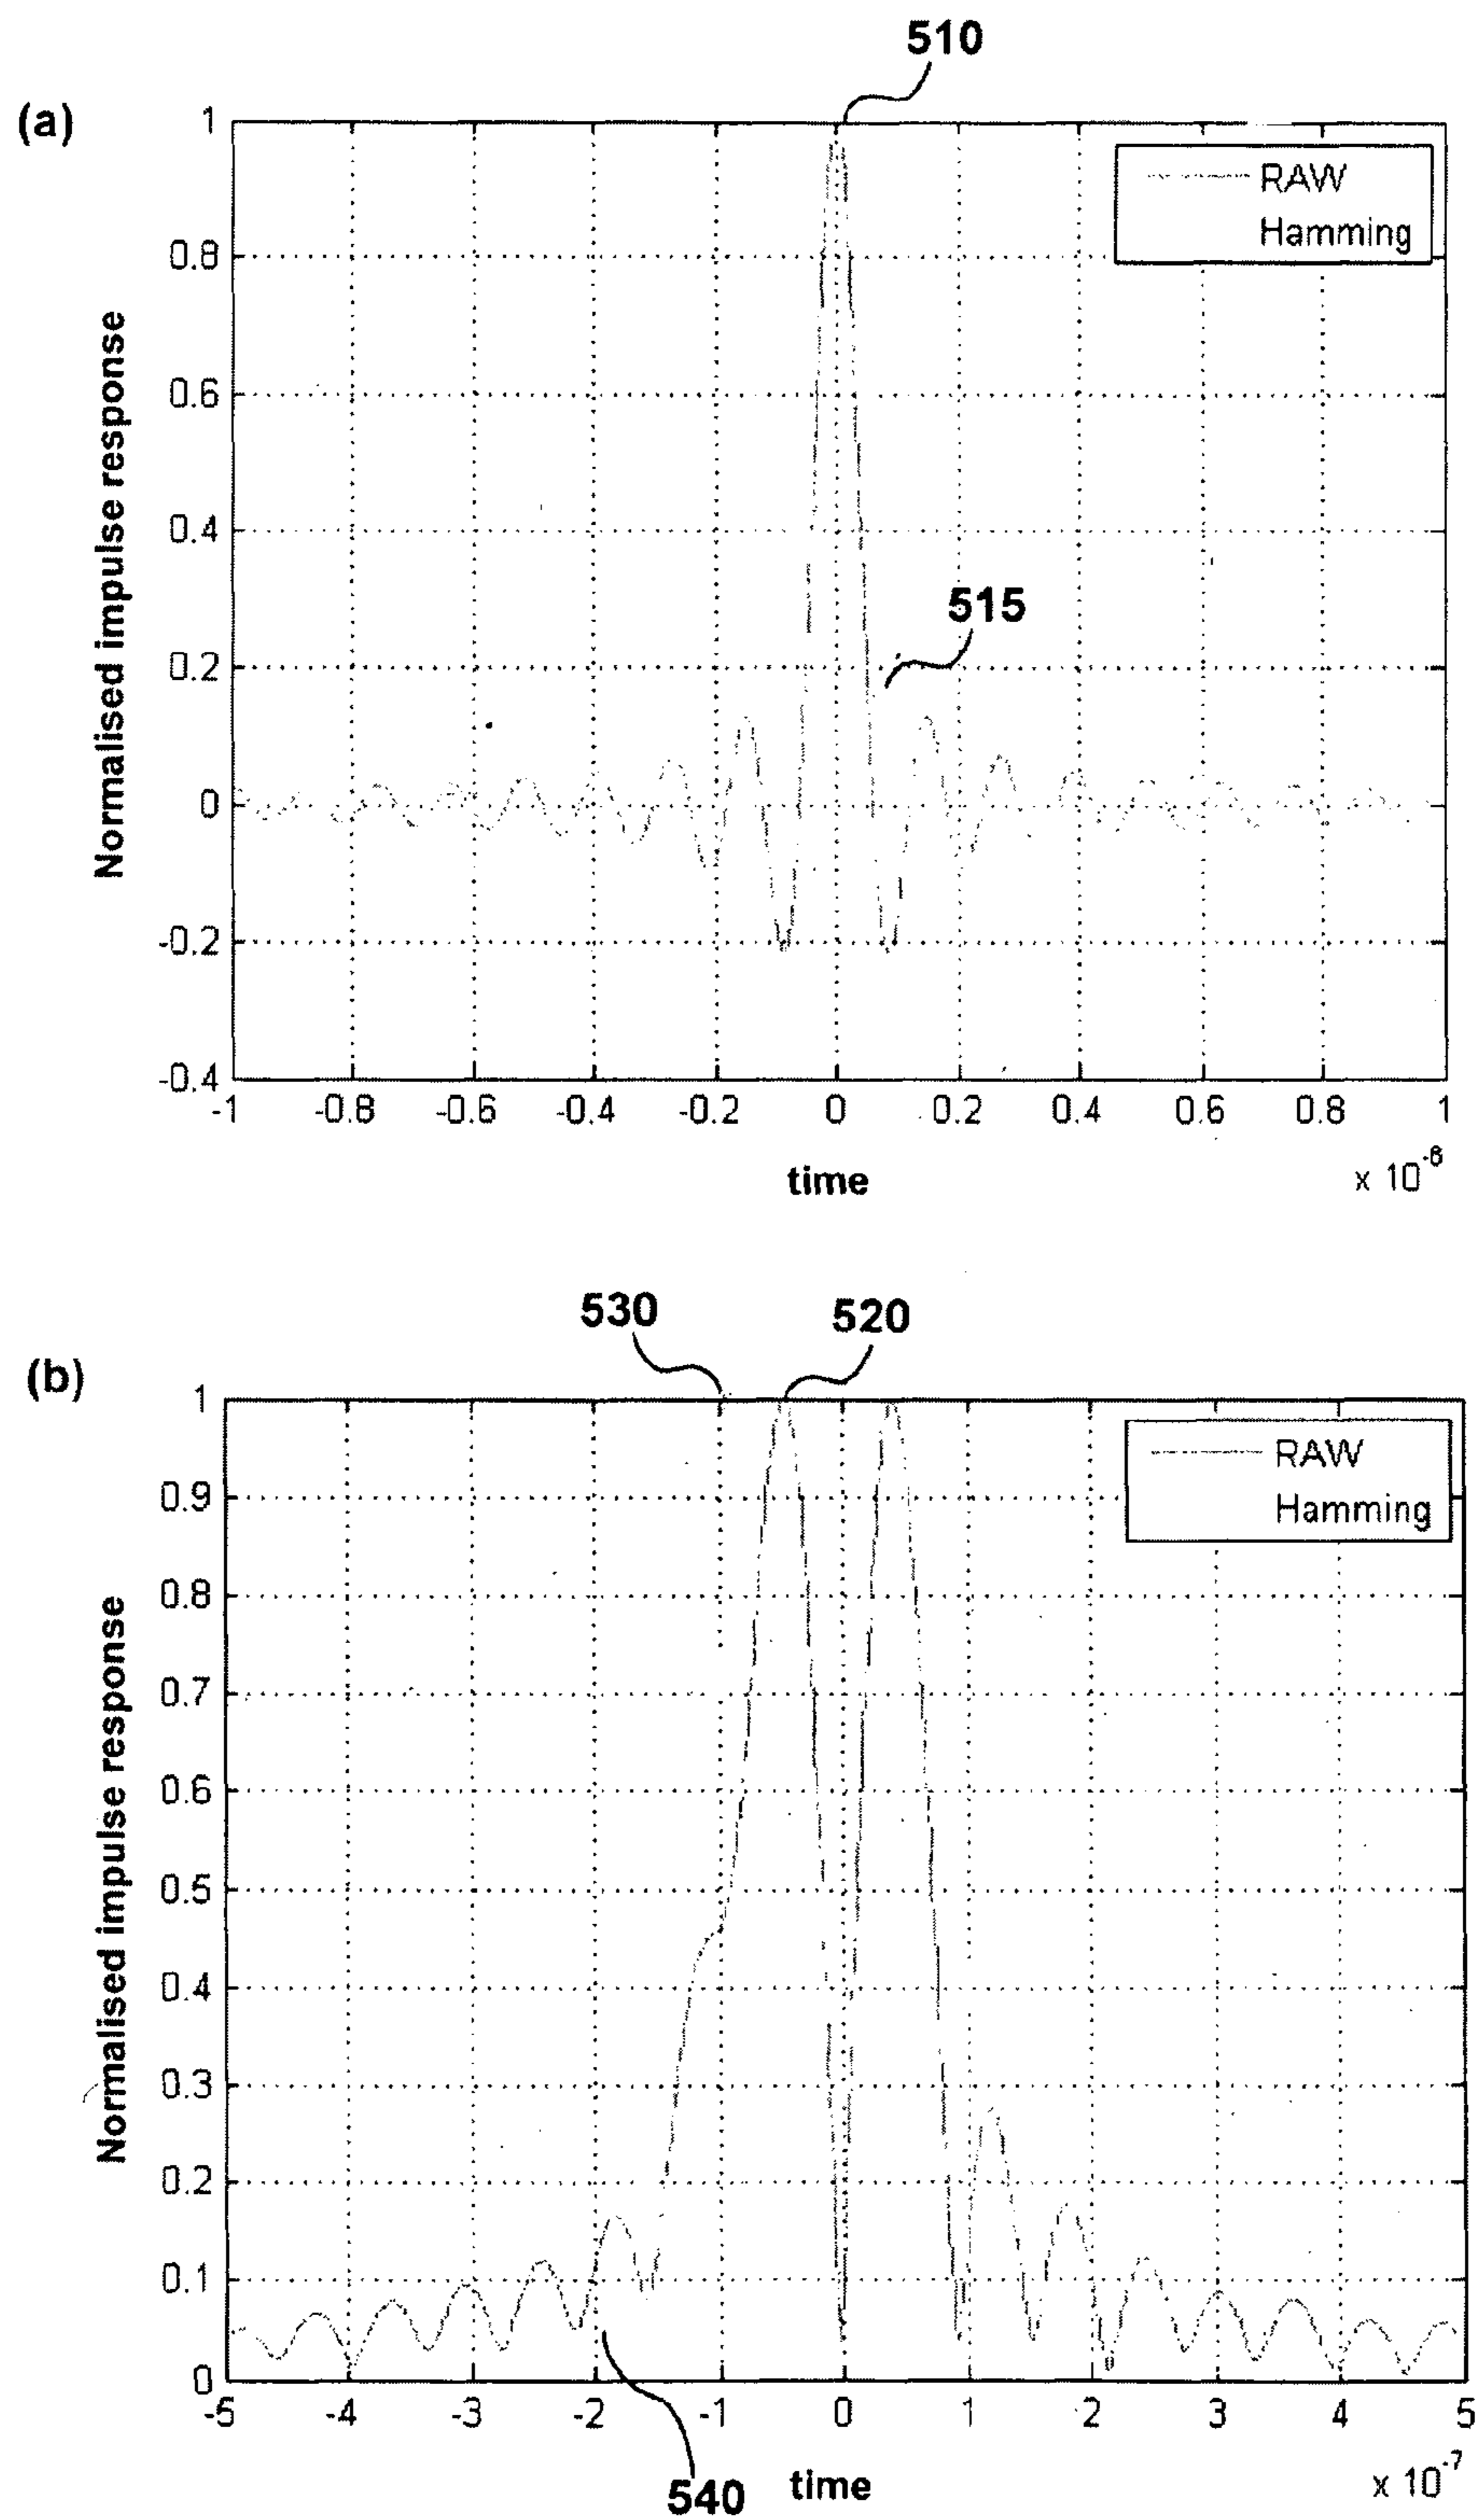 510
(a)
1
RAW
Hamming
0.8
0.6
0.4
515
0.2
0
-0.2
-0.4
Normalised impulse response
-1 -0.8 -0.6 -0.4 -0.2 0 0.2 0.4 0.6 0.8 1
time
x 10⁻⁶
530 520
(b)
1
RAW
Hamming
0.9
0.8
0.7
0.6
0.5
0.4
0.3
0.2
0.1
0
Normalised impulse response
-5 -4 -3 -2 -1 0 1 2 3 4 5
540
time
x 10⁻⁷